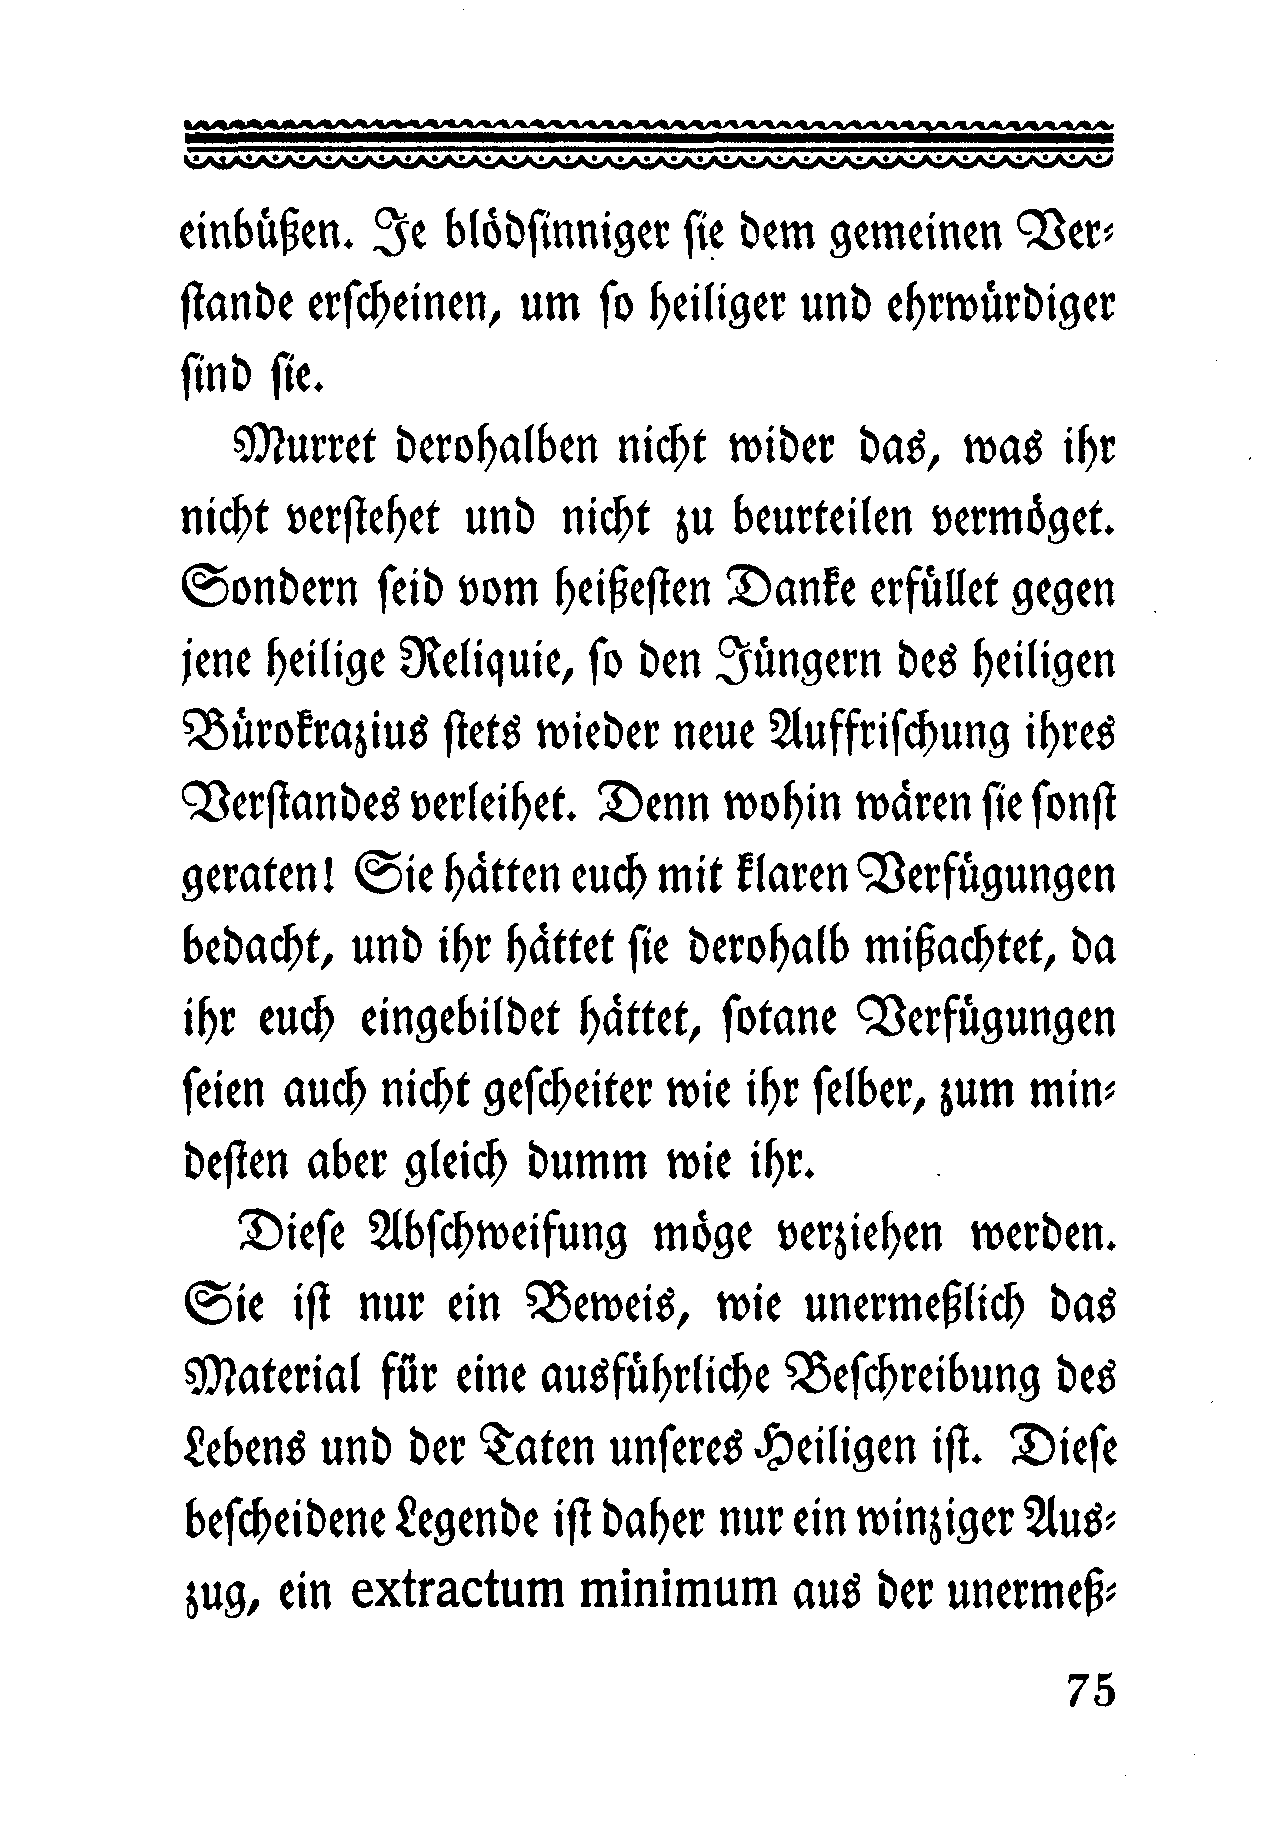 einbüßen. Je blödſinniger ſie dem gemeinen Ver⸗
ſtande erſcheinen, um ſo heiliger und ehrwürdiger
ſind ſie.
Murret derohalben nicht wider das, was ihr
nicht verſtehet und nicht zu beurteilen vermöget.
Sondern ſeid vom heißeſten Danke erfüllet gegen
jene heilige Reliquie, ſo den Jüngern des heiligen
Bürokrazius ſtets wieder neue Auffriſchung ihres
Verſtandes verleihet. Denn wohin wären ſie ſonſt
geraten! Sie hätten euch mit klaren Verfügungen
bedacht, und ihr hättet ſie derohalb mißachtet, da
ihr euch eingebildet hättet, ſotane Verfügungen
ſeien auch nicht geſcheiter wie ihr ſelber, zum min⸗
deſten aber gleich dumm wie ihr.
Dieſe Abſchweifung möge verziehen werden.
Sie iſt nur ein Beweis, wie unermeßlich das
Material für eine ausführliche Beſchreibung des
Lebens und der Taten unſeres Heiligen iſt. Dieſe
beſcheidene Legende iſt daher nur ein winziger Aus⸗
zug, ein extractum minimum aus der unermeß⸗
75